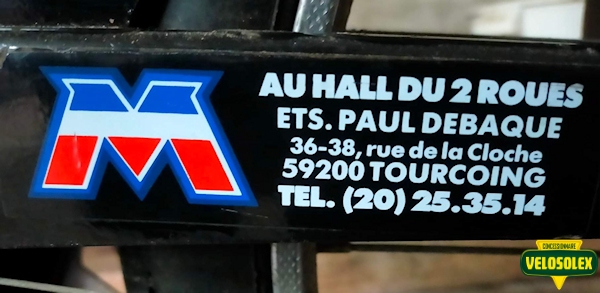 AU HALL DU 2 ROUES
ETS. PAUL DEBAQUE
36-38, rue de la Cloche
59200 TOURCOING
TEL. (20) 25.35.14
M
CONCESSIONNAIRE
VELOSOLEX